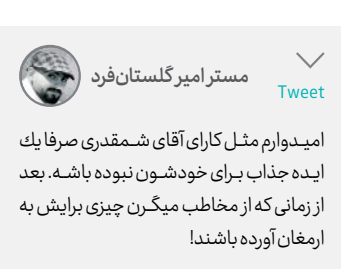 مستر امیر گلستان‌فرد
Tweet
امیدوارم مثل کارای آقای شمقدری صرفا یك
ایده جذاب برای خودشون نبوده باشه. بعد
از زمانی که از مخاطب میگرن چیزی برایش به
ارمغان آورده باشند!